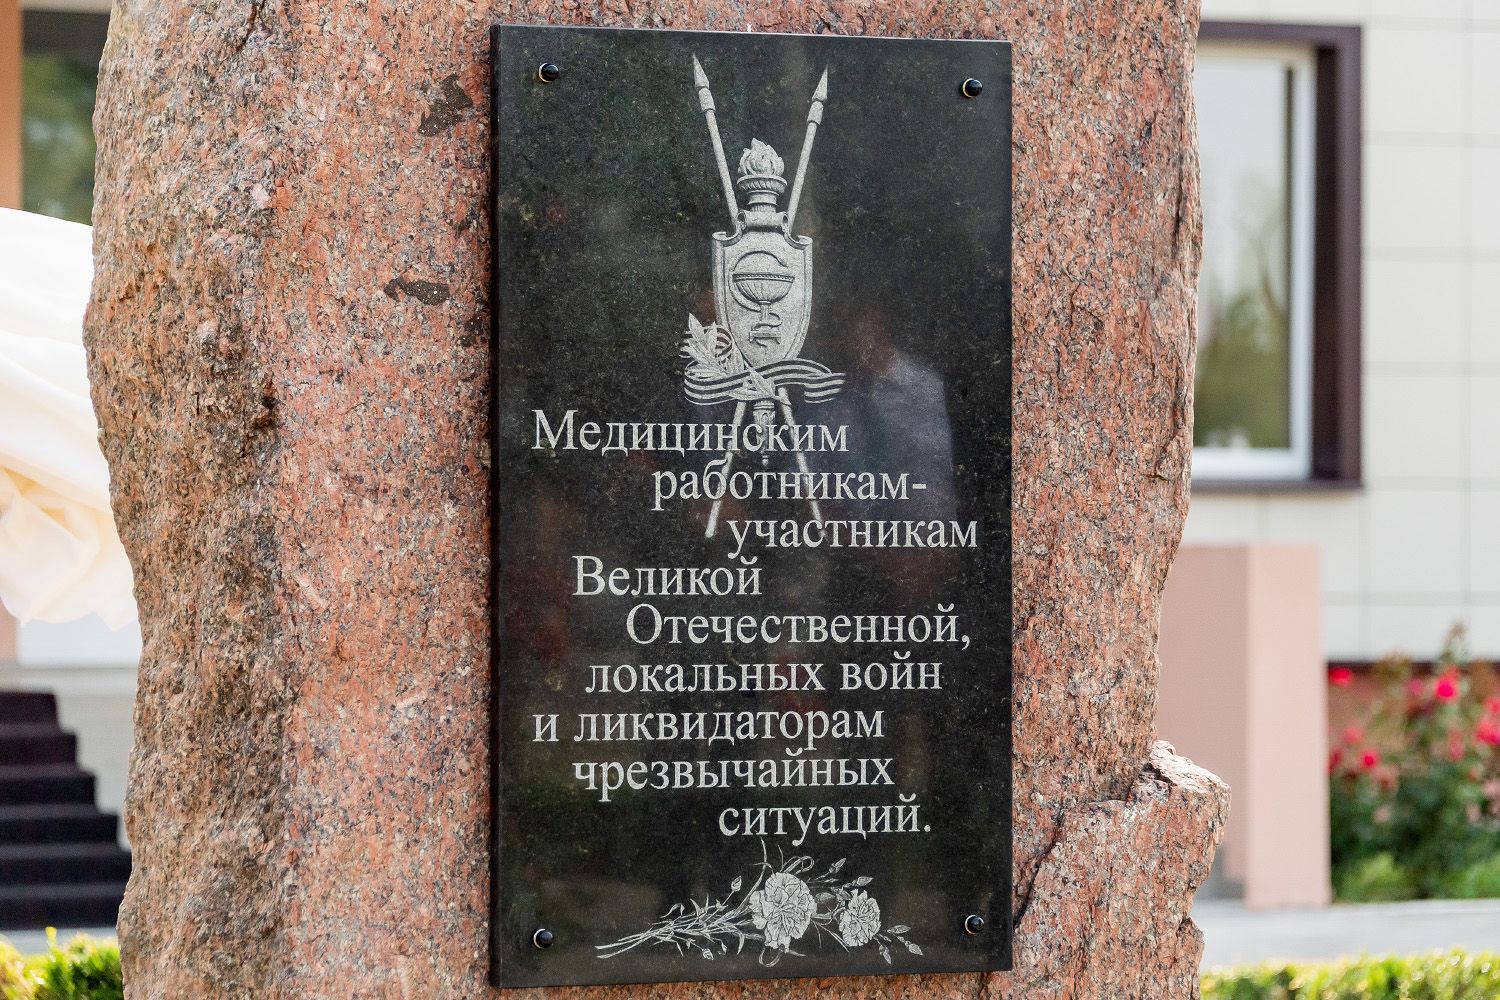 Медицинским
работникам-
участникам
Великой
Отечественной,
локальных войн
и ликвидаторам
чрезвычайных
ситуаций.